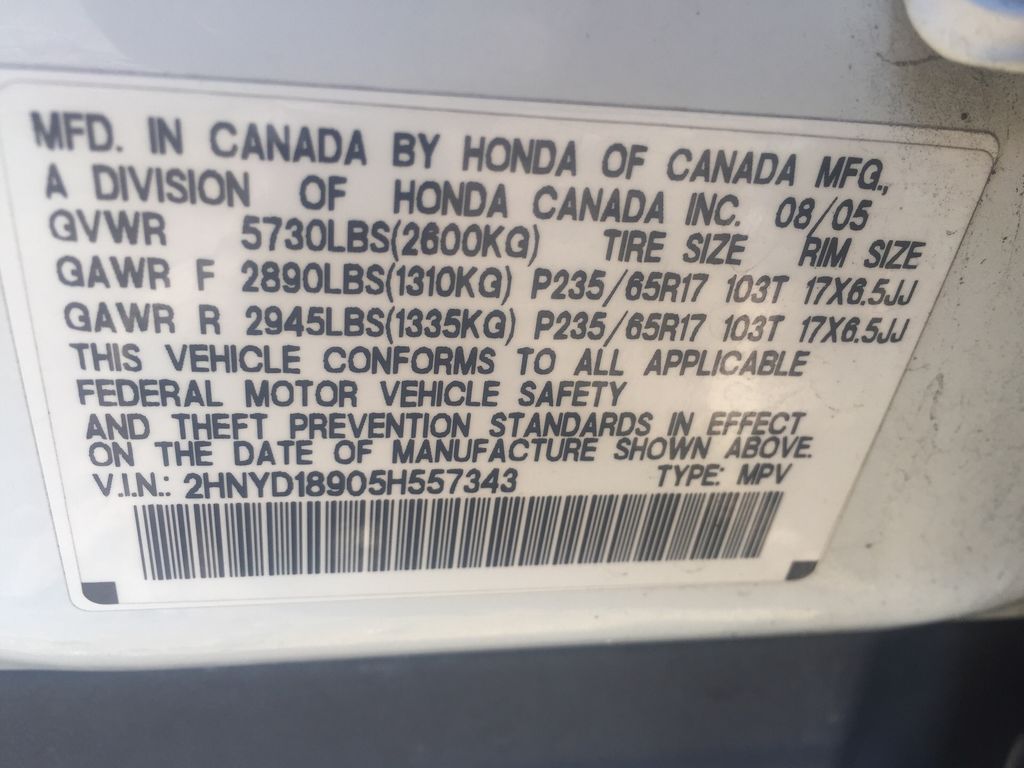 MFD. IN CANADA BY HONDA OF CANADA MFG.,
A DIVISION OF HONDA CANADA INC. 08/05
GVWR 5730LBS(2600KG) TIRE SIZE RIM SIZE
GAWR F 2890LBS(1310KG) P235/65R17 103T 17X6.5JJ
GAWR R 2945LBS(1335KG) P235/65R17 103T 17X6.5JJ
THIS VEHICLE CONFORMS TO ALL APPLICABLE
FEDERAL MOTOR VEHICLE SAFETY
AND THEFT PREVENTION STANDARDS IN EFFECT
ON THE DATE OF MANUFACTURE SHOWN ABOVE.
V.I.N.: 2HNYD18905H557343 TYPE: MPV